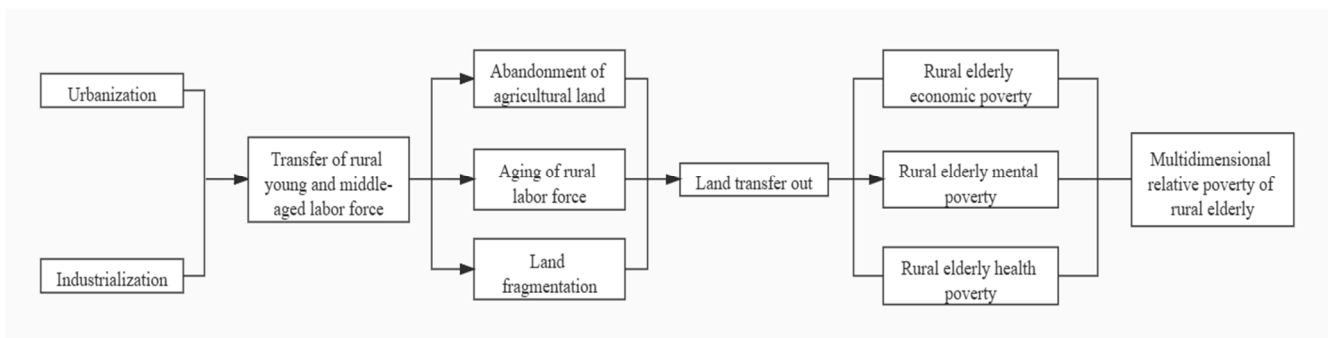 Urbanization
Industrialization
Transfer of rural
young and middle-
aged labor force
Abandonment of
agricultural land
Aging of rural
labor force
Land
fragmentation
Land transfer out
Rural elderly
economic poverty
Rural elderly mental
poverty
Rural elderly health
poverty
Multidimensional
relative poverty of
rural elderly